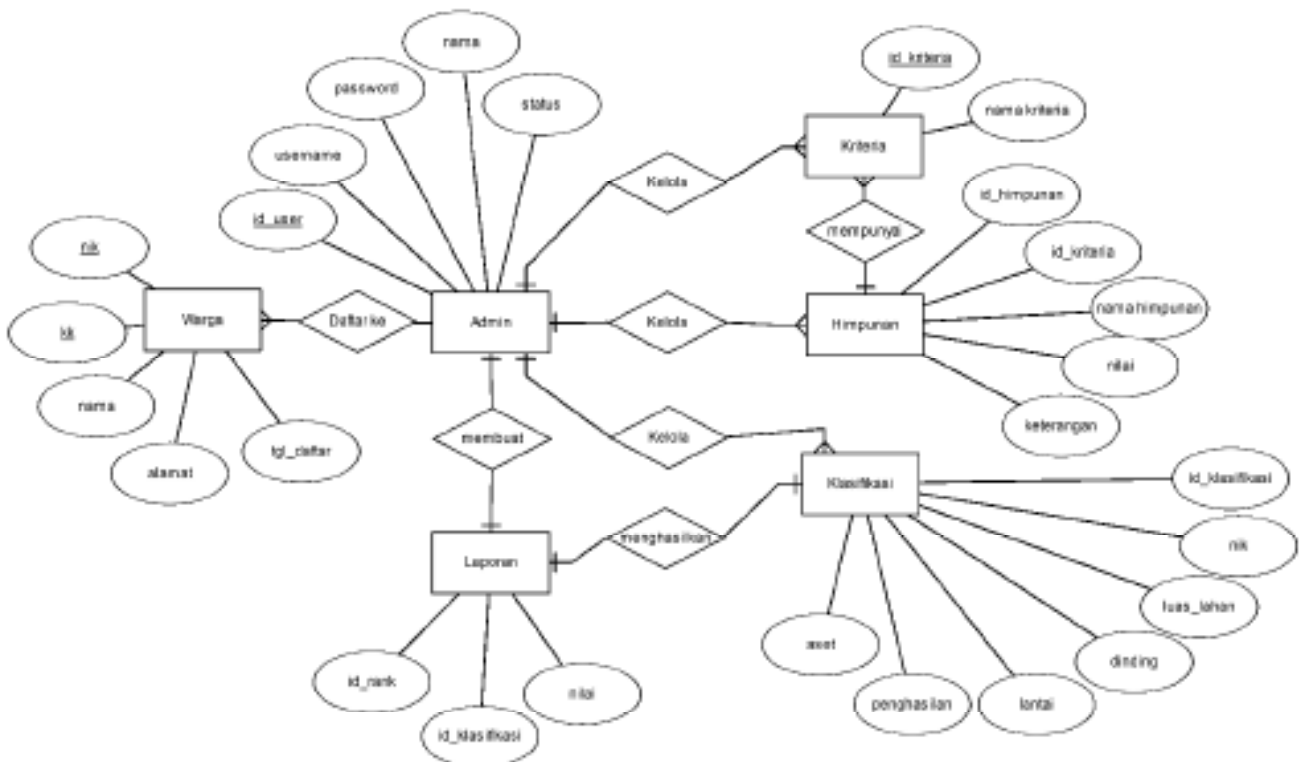 nama
id_kriteria
password
status
nama kriteria
Kriteria
username
Kelola
id_himpunan
id_user
mempunyai
nik
id_kriteria
Warga
Daftar ke
Admin
Kelola
Himpunan
nama himpunan
kk
nilai
nama
keterangan
membuat
Kelola
tgl_daftar
alamat
Klasifikasi
id_klasifikasi
menghasilkan
nik
Laporan
luas_lahan
aset
dinding
id_rank
nilai
penghasilan
lantai
id_klasifikasi